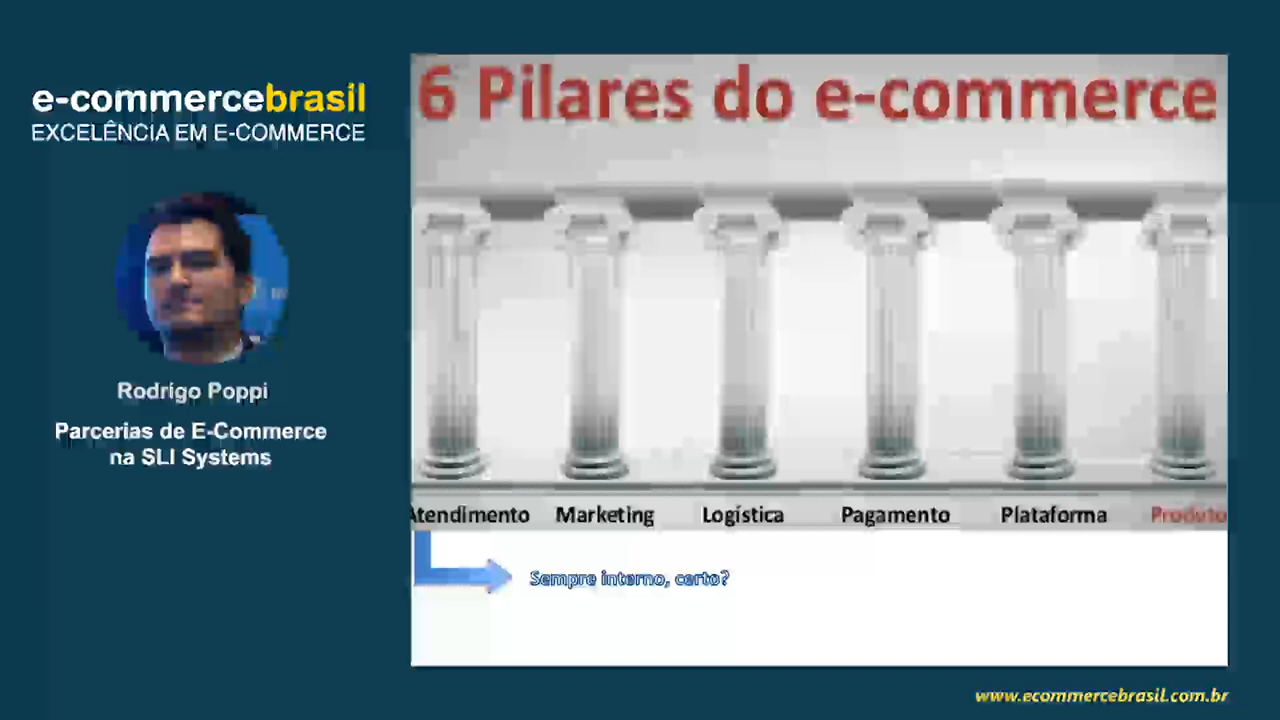 e-commercebrasil
EXCELÊNCIA EM E-COMMERCE
Rodrigo Poppi
Parcerias de E-Commerce
na SLI Systems
6 Pilares do e-commerce
Atendimento Marketing Logística Pagamento Plataforma Produto
Sempre interno, certo?
www.ecommercebrasil.com.br